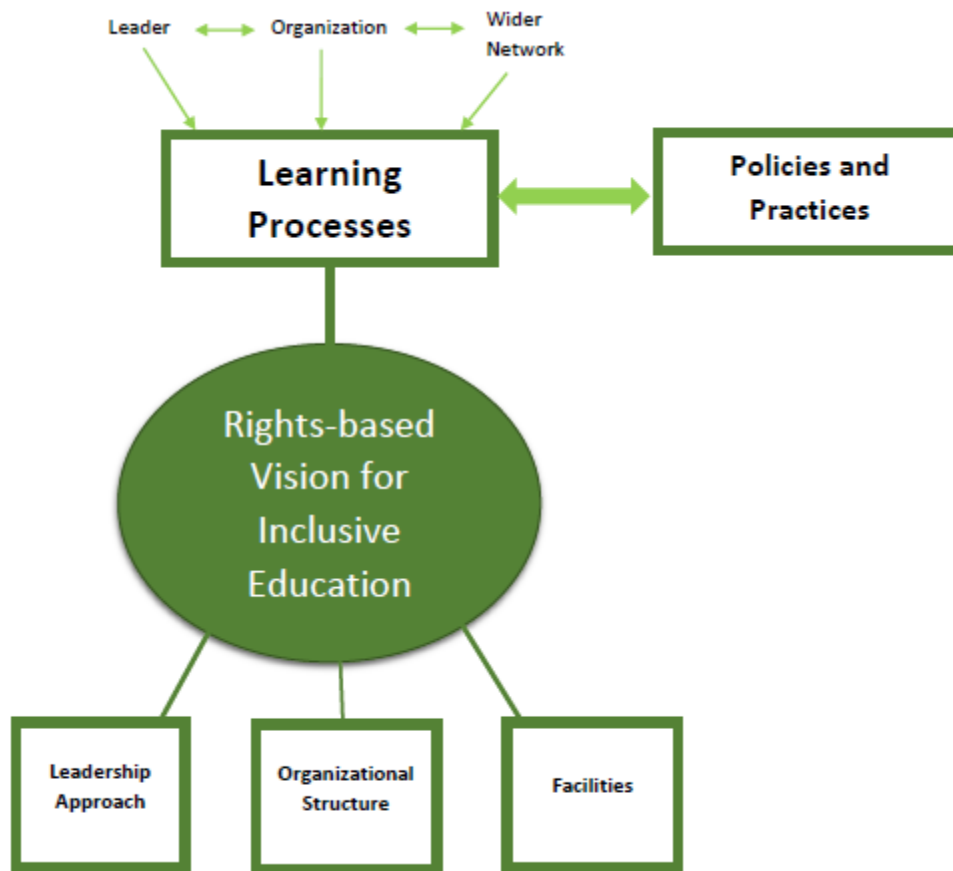 Leader
Organization
Wider
Network
Learning
Processes
Policies and
Practices
Rights-based
Vision for
Inclusive
Education
Leadership
Approach
Organizational
Structure
Facilities